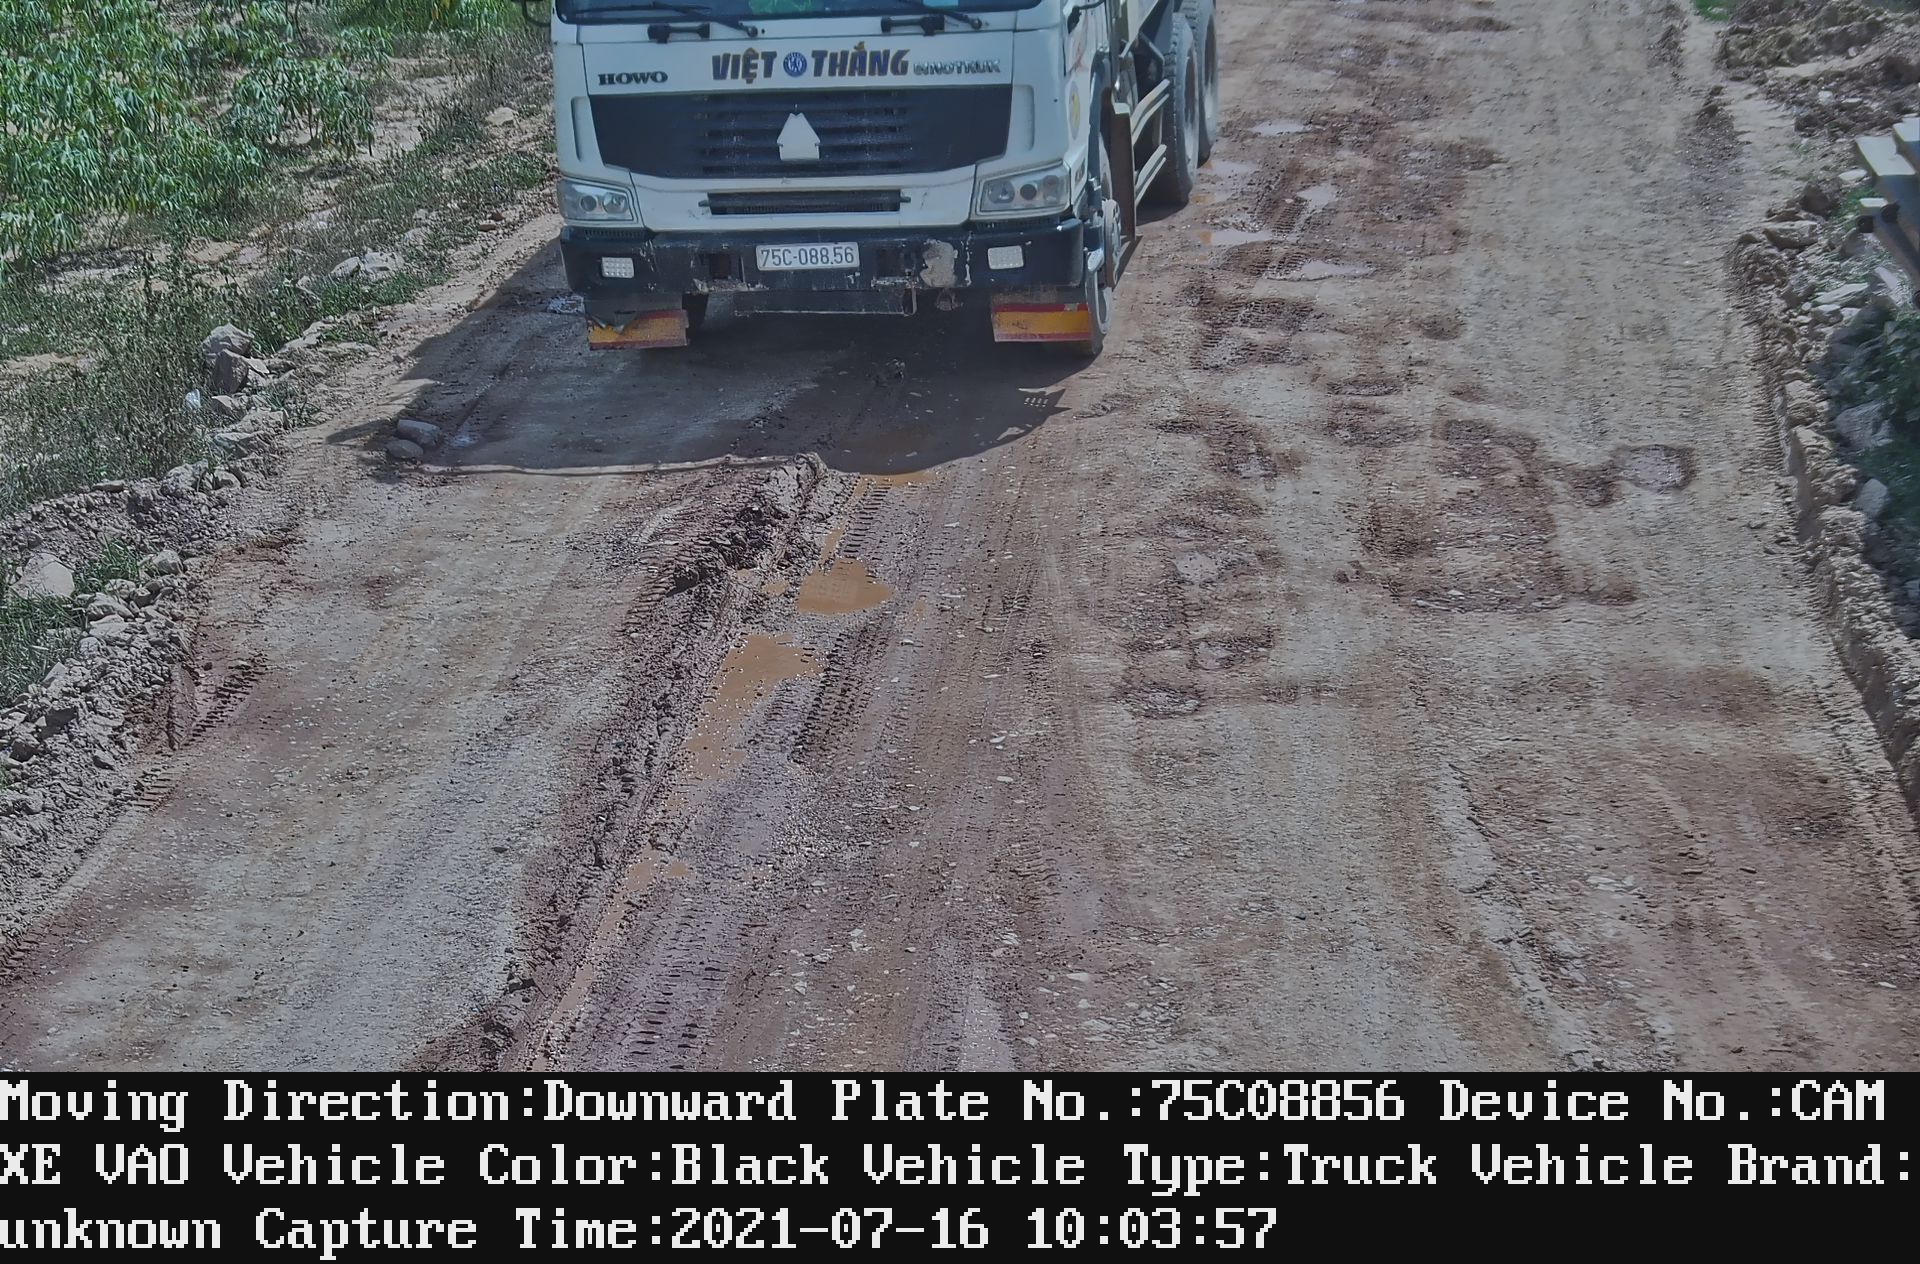 VIỆT THẮNG
HOWO
SINOTRUK
75C-088.56
Moving Direction:Downward Plate No.:75C08856 Device No.:CAM
XE VAO Vehicle Color:Black Vehicle Type:Truck Vehicle Brand:
unknown Capture Time:2021-07-16 10:03:57